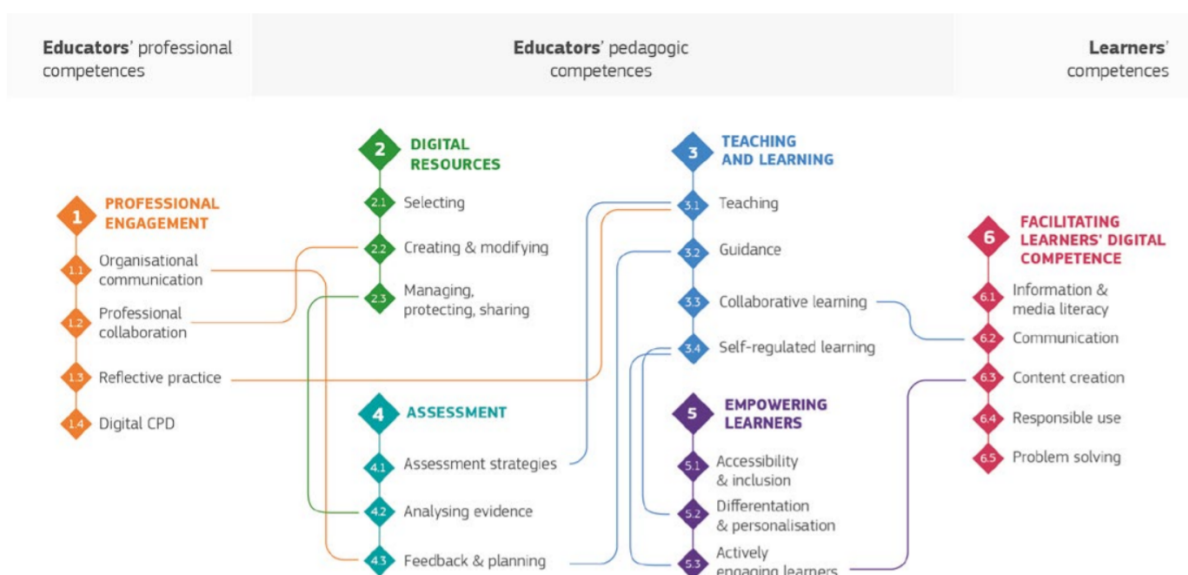 Educators' professional
competences
Educators' pedagogic
competences
Learners'
competences
1
PROFESSIONAL
ENGAGEMENT
1.1
Organisational
communication
1.2
Professional
collaboration
1.3
Reflective practice
1.4
Digital CPD
2
DIGITAL
RESOURCES
2.1
Selecting
2.2
Creating & modifying
2.3
Managing,
protecting, sharing
4
ASSESSMENT
4.1
Assessment strategies
4.2
Analysing evidence
4.3
Feedback & planning
3
TEACHING
AND LEARNING
3.1
Teaching
3.2
Guidance
3.3
Collaborative learning
3.4
Self-regulated learning
5
EMPOWERING
LEARNERS
5.1
Accessibility
& inclusion
5.2
Differentation
& personalisation
5.3
Actively
engaging learners
6
FACILITATING
LEARNERS' DIGITAL
COMPETENCE
6.1
Information &
media literacy
6.2
Communication
6.3
Content creation
6.4
Responsible use
6.5
Problem solving